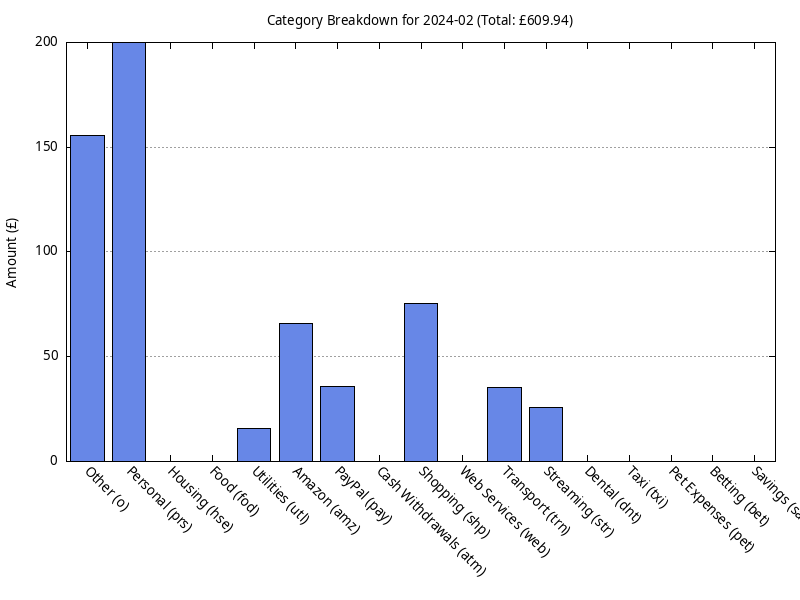 Category Breakdown for 2024-02 (Total: £609.94)
200
150
100
50
0
Amount (£)
Other (o)
Personal (prs)
Housing (hse)
Food (fod)
Utilities (utl)
Amazon (amz)
PayPal (pay)
Cash Withdrawals (atm)
Shopping (shp)
Web Services (web)
Transport (trn)
Streaming (str)
Dental (dnt)
Taxi (txi)
Pet Expenses (pet)
Betting (bet)
Savings (sa